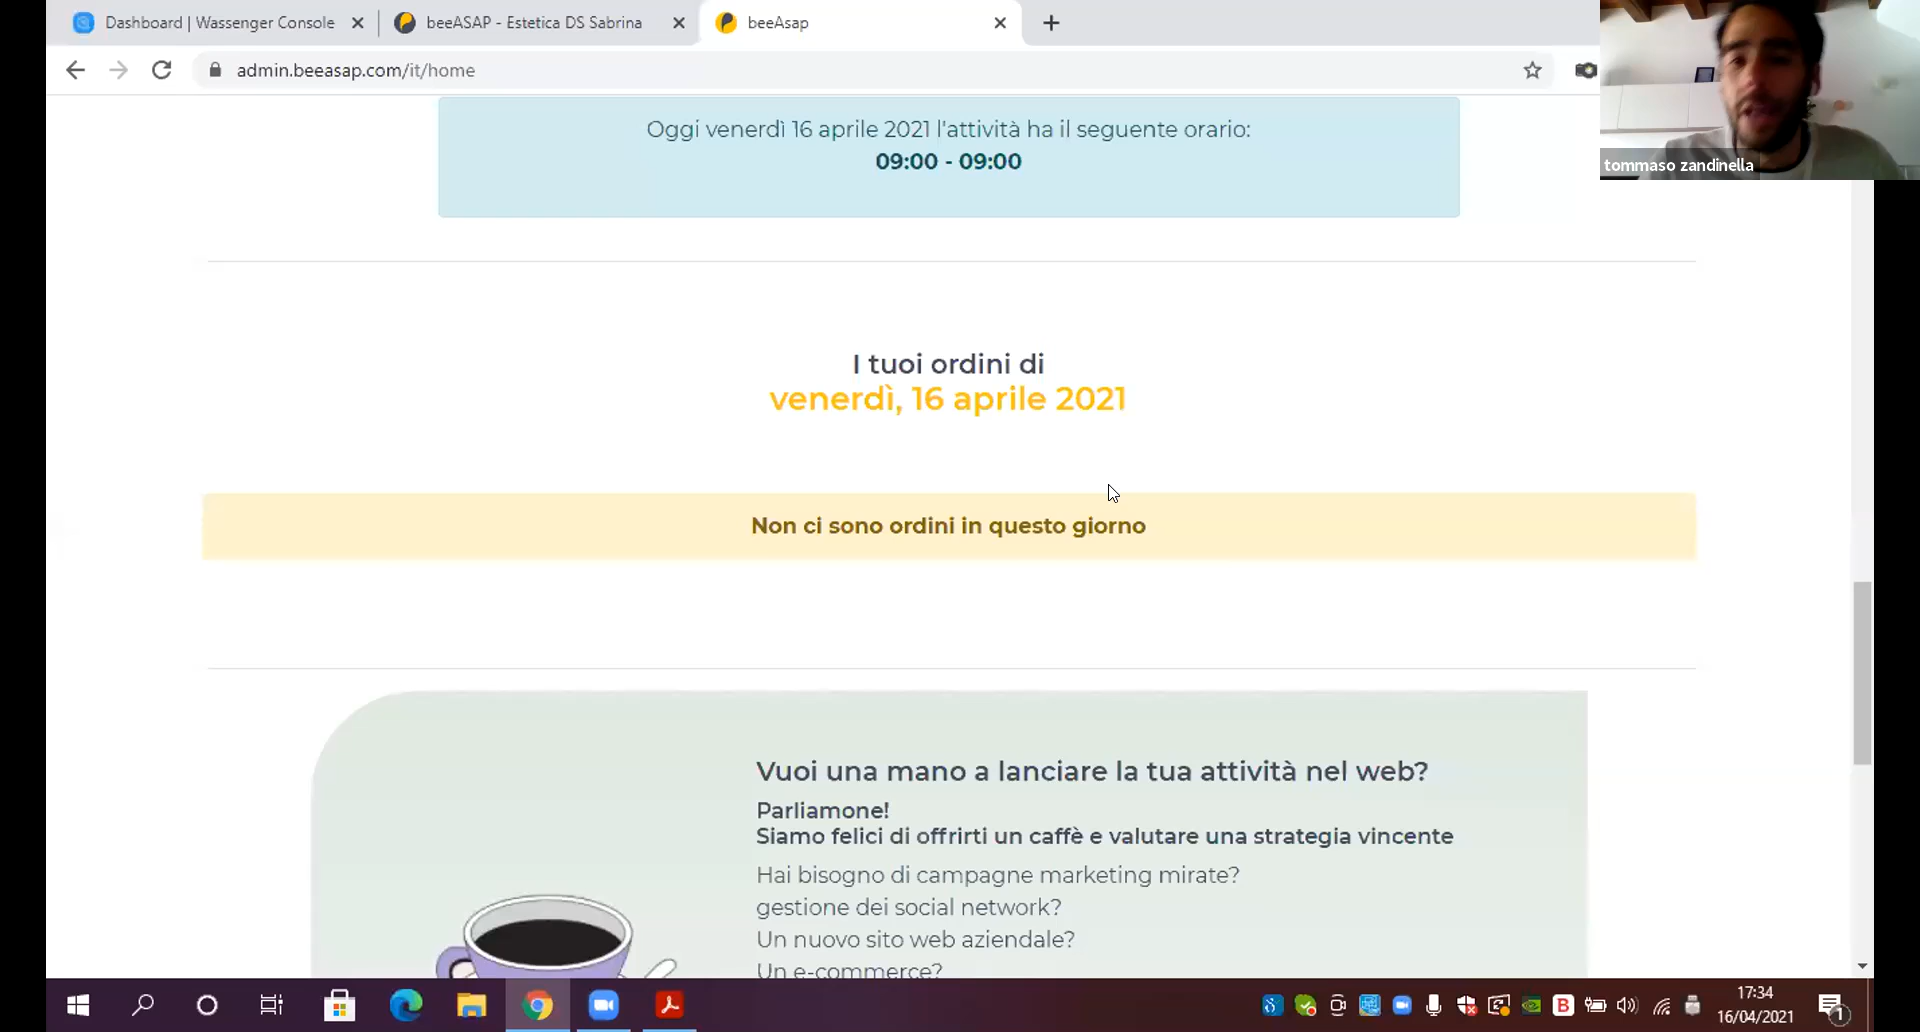 Dashboard | Wassenger Console
beeASAP - Estetica DS Sabrina
beeAsap
admin.beeasap.com/it/home
tommaso zandinella
Oggi venerdì 16 aprile 2021 l'attività ha il seguente orario:
09:00 - 09:00
I tuoi ordini di
venerdì, 16 aprile 2021
Non ci sono ordini in questo giorno
Vuoi una mano a lanciare la tua attività nel web?
Parliamone!
Siamo felici di offrirti un caffè e valutare una strategia vincente
Hai bisogno di campagne marketing mirate?
gestione dei social network?
Un nuovo sito web aziendale?
Un e-commerce?
17:34
16/04/2021
1